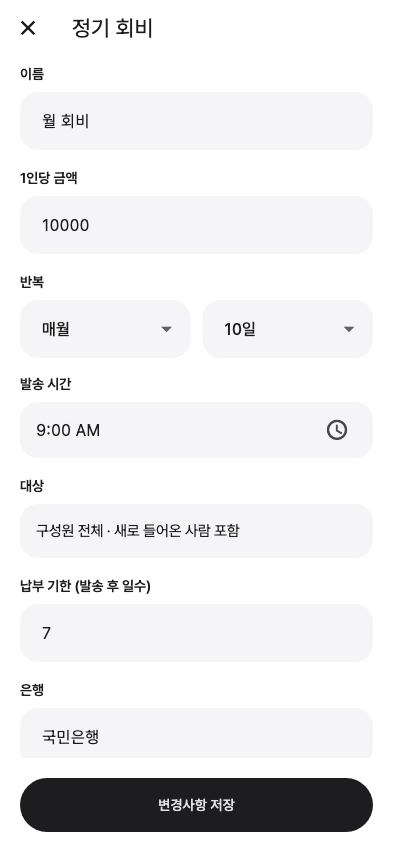 정기 회비
이름
월 회비
1인당 금액
10000
반복
매월
10일
발송 시간
9:00 AM
대상
구성원 전체 · 새로 들어온 사람 포함
납부 기한 (발송 후 일수)
7
은행
국민은행
변경사항 저장